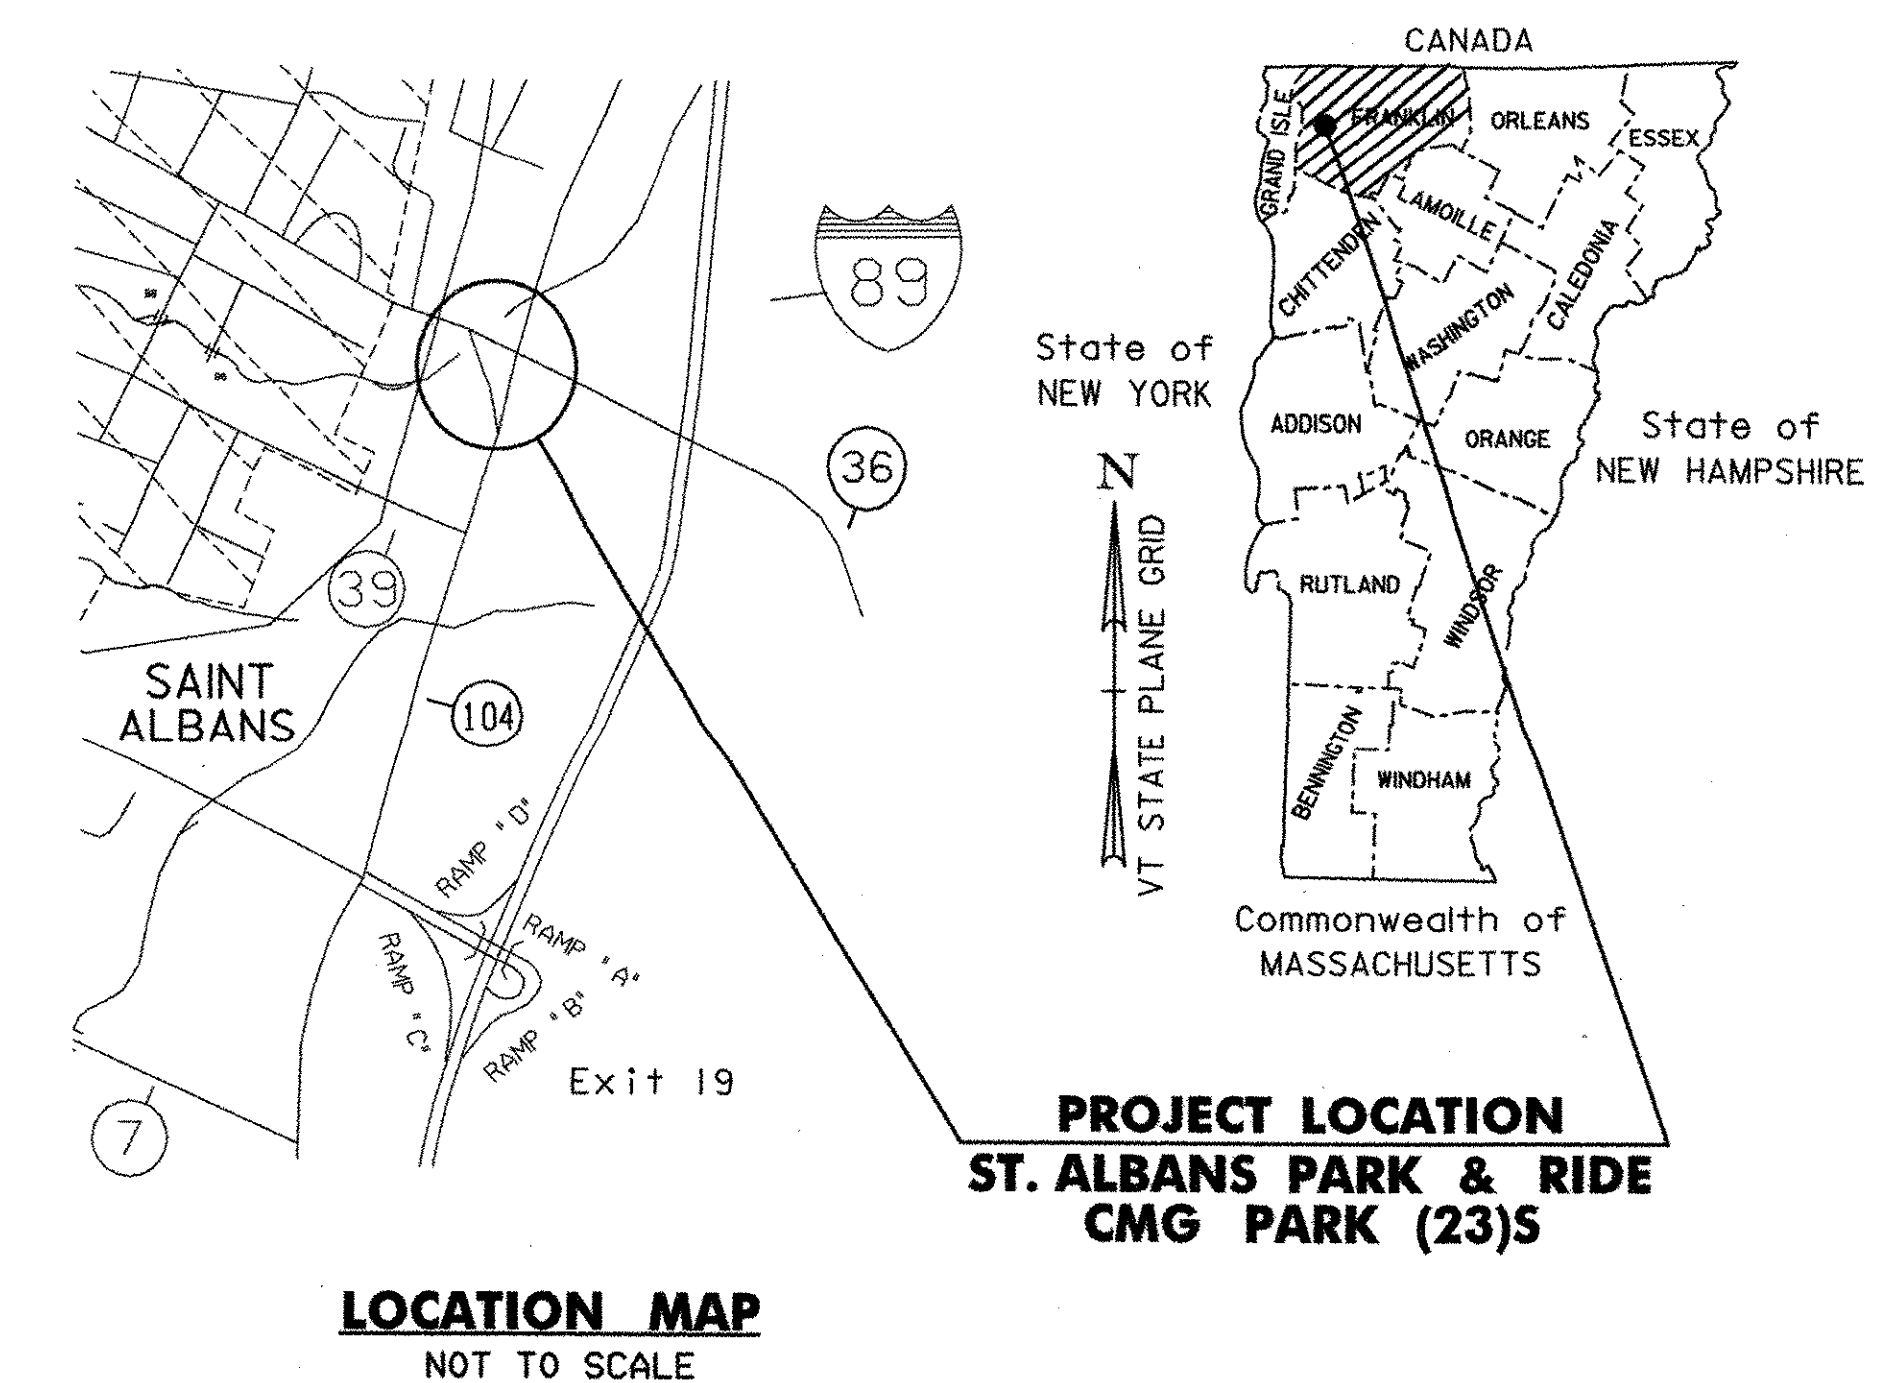 CANADA
GRAND ISLE
FRANKLIN
ORLEANS
ESSEX
LAMOILLE
CHITTENDEN
CALEDONIA
WASHINGTON
State of
NEW YORK
ADDISON
ORANGE
State of
NEW HAMPSHIRE
RUTLAND
WINDSOR
BENNINGTON
WINDHAM
Commonwealth of
MASSACHUSETTS
N
VT STATE PLANE GRID
89
36
39
SAINT
ALBANS
104
RAMP "D"
RAMP "A"
RAMP "C"
RAMP "B"
Exit 19
7
PROJECT LOCATION
ST. ALBANS PARK & RIDE
CMG PARK (23)S
LOCATION MAP
NOT TO SCALE